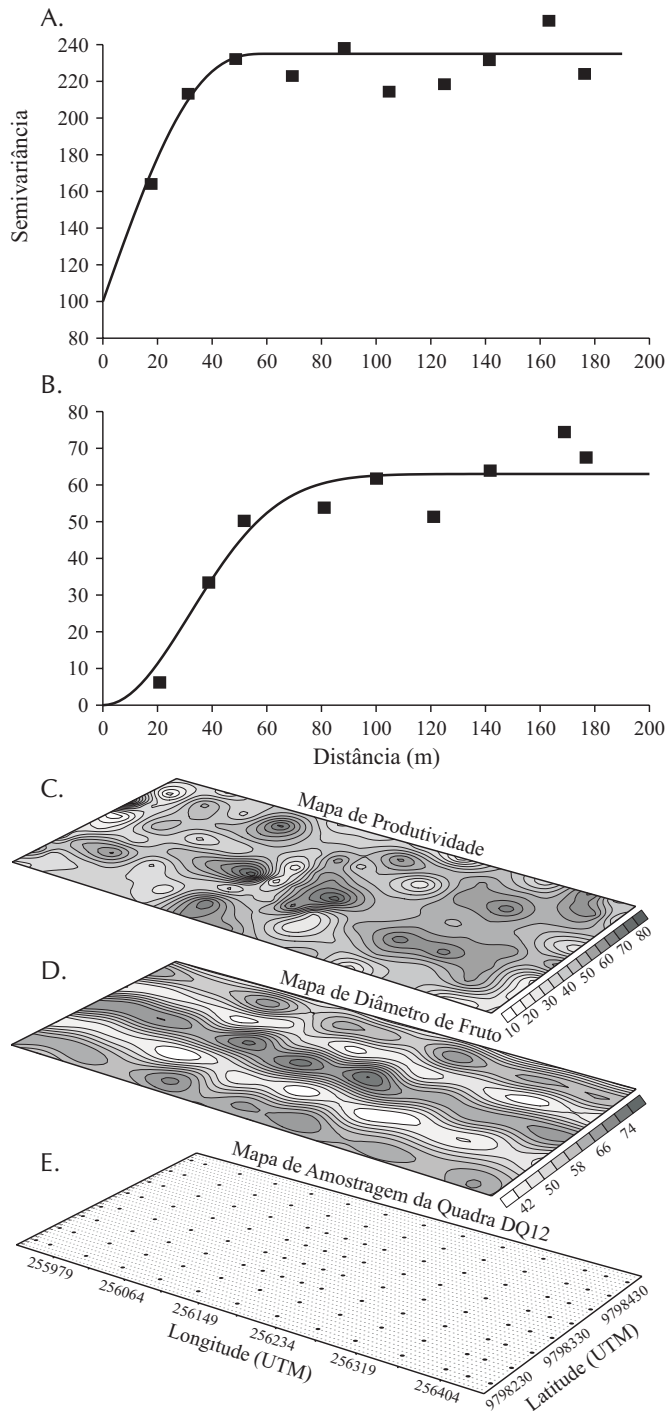 A.
240
220
200
180
160
140
120
100
80
Semivariância
0 20 40 60 80 100 120 140 160 180 200
B.
80
70
60
50
40
30
20
10
0
0 20 40 60 80 100 120 140 160 180 200
Distância (m)
C.
Mapa de Produtividade
10 20 30 40 50 60 70 80
D.
Mapa de Diâmetro de Fruto
42 50 58 66 74
E.
Mapa de Amostragem da Quadra DQ12
255979 256064 256149 256234 256319 256404
Longitude (UTM)
9798230 9798330 9798430
Latitude (UTM)